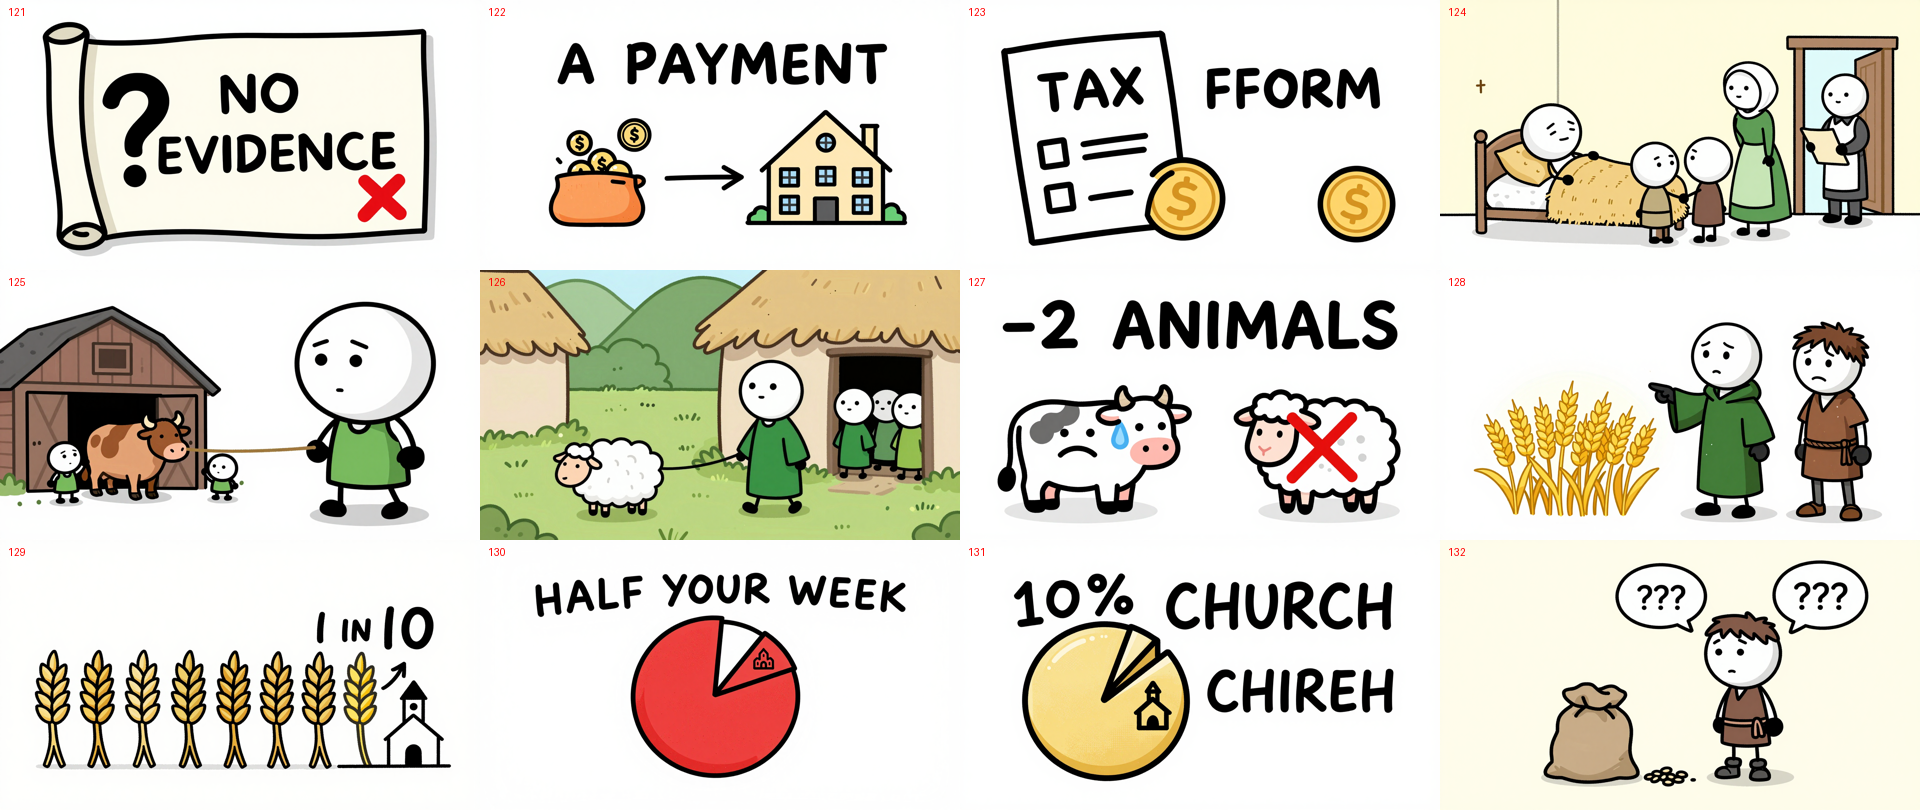 121
NO
EVIDENCE
?
122
A PAYMENT
$ $ $
123
TAX FFORM
$ $
124
125
126
127
-2 ANIMALS
128
129
1 IN 10
130
HALF YOUR WEEK
131
10% CHURCH
CHIREH
132
??? ???